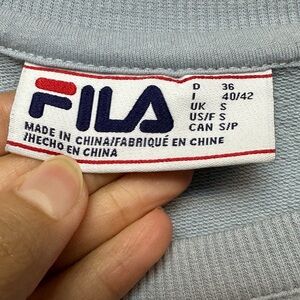 FILA
D 36
I 40/42
UK S
US/F S
CAN S/P
MADE IN CHINA/FABRIQUÉ EN CHINE
/HECHO EN CHINA